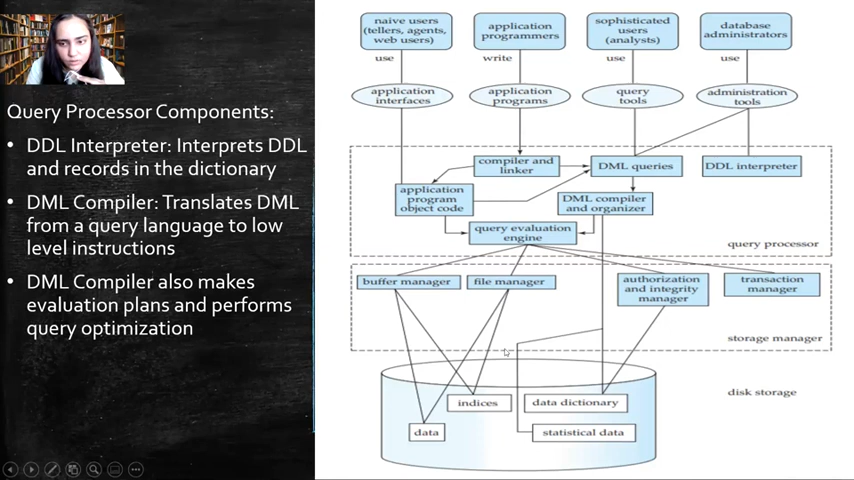 Query Processor Components:
• DDL Interpreter: Interprets DDL
and records in the dictionary
• DML Compiler: Translates DML
from a query language to low
level instructions
• DML Compiler also makes
evaluation plans and performs
query optimization
naive users
(tellers, agents,
web users)
application
programmers
sophisticated
users
(analysts)
database
administrators
use
write
use
use
application
interfaces
application
programs
query
tools
administration
tools
compiler and
linker
DML queries
DDL interpreter
application
program
object code
DML compiler
and organizer
query evaluation
engine
query processor
buffer manager
file manager
authorization
and integrity
manager
transaction
manager
storage manager
disk storage
indices
data dictionary
data
statistical data